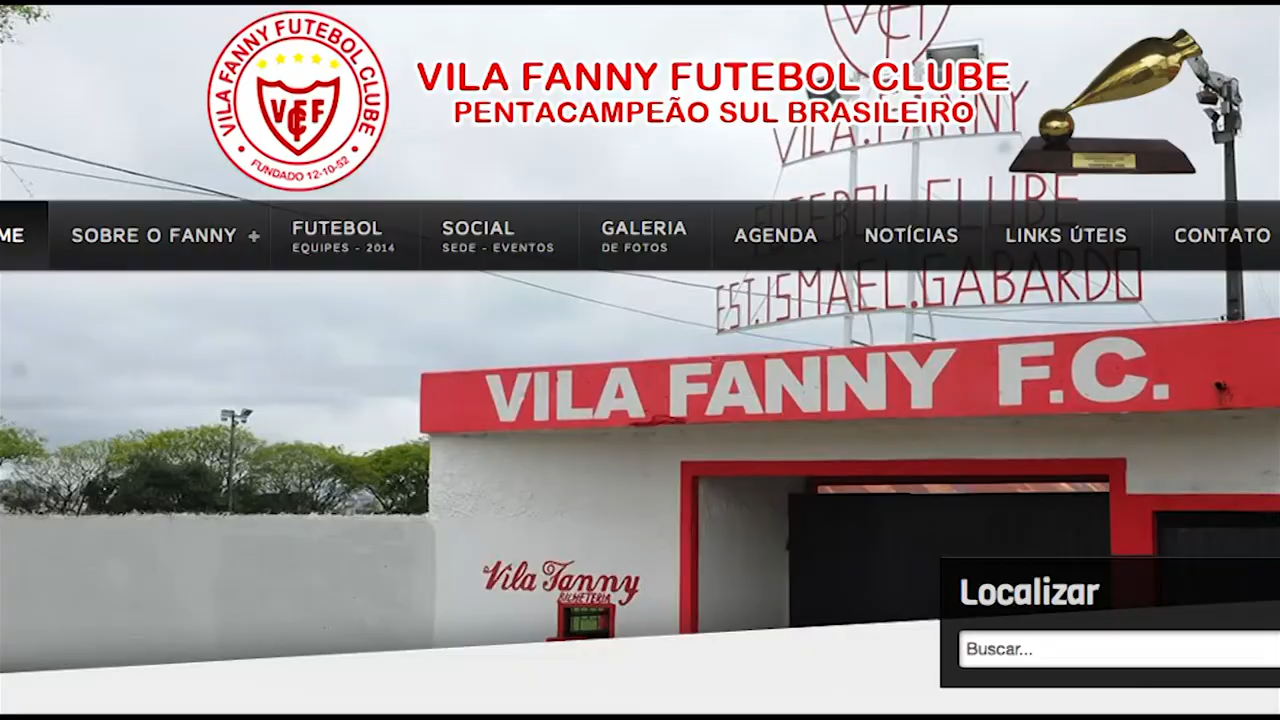 VILA FANNY FUTEBOL CLUBE
VFFC
FUNDADO 12-10-52
VILA FANNY FUTEBOL CLUBE
PENTACAMPEÃO SUL BRASILEIRO
VILA.FANNY
FUTEBOL CLUBE
EST.ISMAEL.GABARDO
ME
SOBRE O FANNY +
FUTEBOL
EQUIPES - 2014
SOCIAL
SEDE - EVENTOS
GALERIA
DE FOTOS
AGENDA
NOTÍCIAS
LINKS ÚTEIS
CONTATO
VILA FANNY F.C.
Vila Fanny
BILHETERIA
Localizar
Buscar...